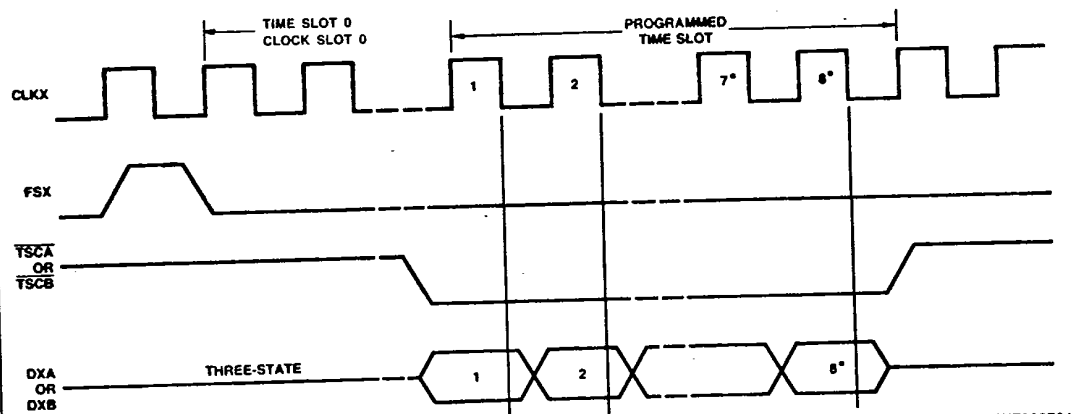 TIME SLOT 0
CLOCK SLOT 0
PROGRAMMED
TIME SLOT
CLKX
1
2
7*
8*
FSX
TSCA
OR
TSCB
THREE-STATE
DXA
OR
DXB
1
2
8*